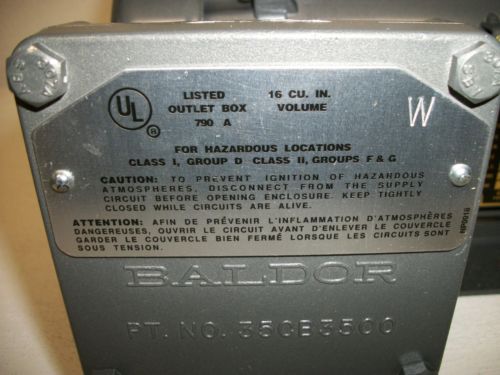 UL
®
LISTED 16 CU. IN.
OUTLET BOX VOLUME
790 A
W
FOR HAZARDOUS LOCATIONS
CLASS I, GROUP D CLASS II, GROUPS F & G
CAUTION: TO PREVENT IGNITION OF HAZARDOUS
ATMOSPHERES, DISCONNECT FROM THE SUPPLY
CIRCUIT BEFORE OPENING ENCLOSURE. KEEP TIGHTLY
CLOSED WHILE CIRCUITS ARE ALIVE.
ATTENTION: AFIN DE PRÉVENIR L'INFLAMMATION D'ATMOSPHÈRES
DANGEREUSES, OUVRIR LE CIRCUIT AVANT D'ENLEVER LE COUVERCLE
GARDER LE COUVERCLE BIEN FERMÉ LORSQUE LES CIRCUITS SONT
SOUS TENSION.
BALDOR
PT. NO. 35CB3500